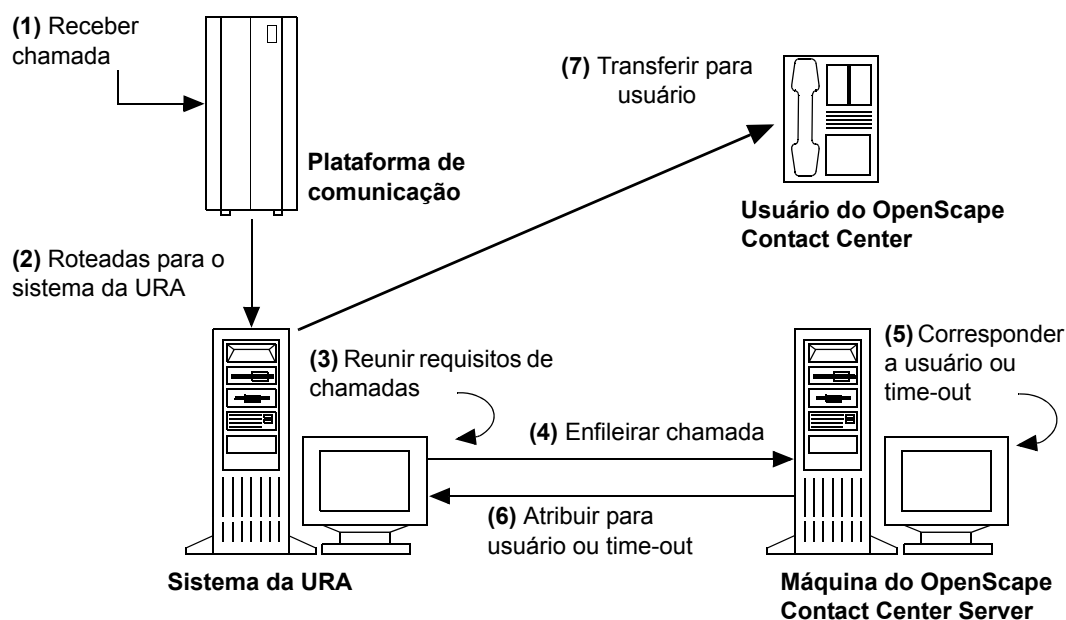 (1) Receber
chamada
(7) Transferir para
usuário
Plataforma de
comunicação
Usuário do OpenScape
Contact Center
(2) Roteadas para o
sistema da URA
(3) Reunir requisitos de
chamadas
(5) Corresponder
a usuário ou
time-out
(4) Enfileirar chamada
(6) Atribuir para
usuário ou time-out
Sistema da URA
Máquina do OpenScape
Contact Center Server